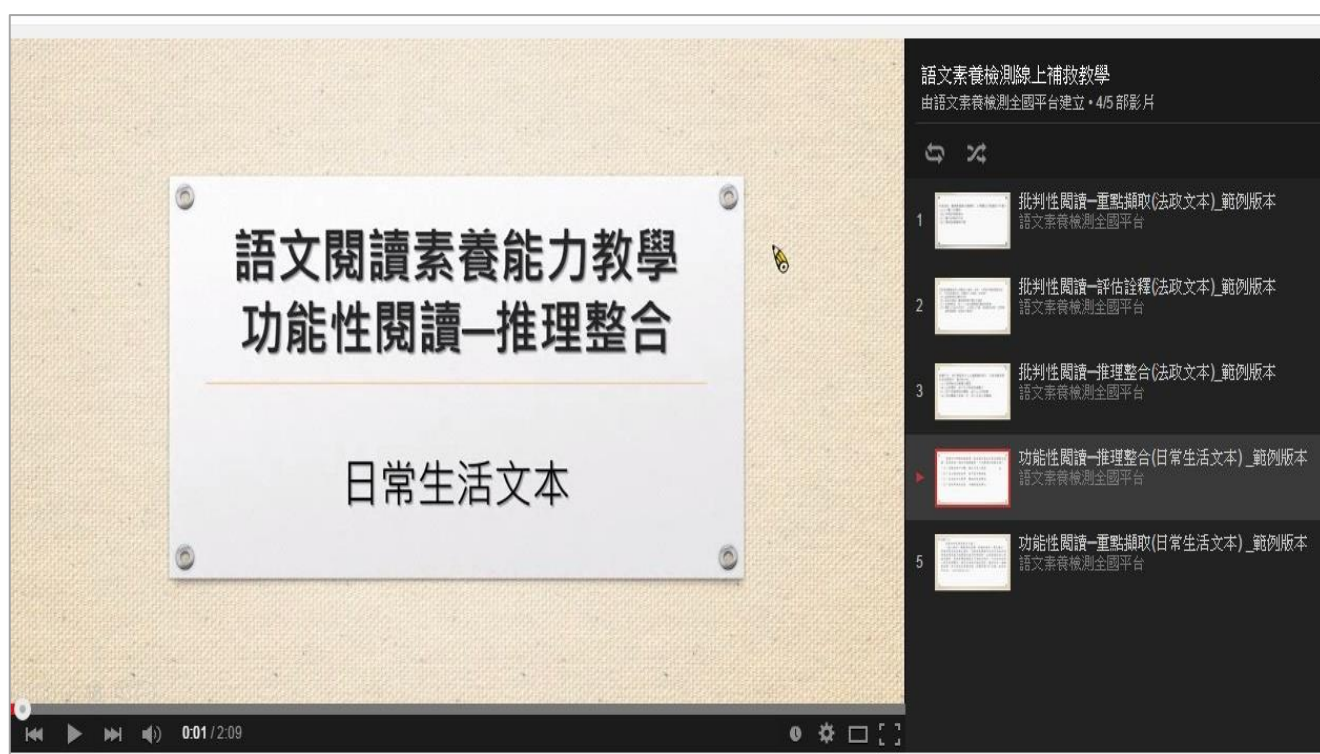 語文閱讀素養能力教學
功能性閱讀—推理整合
日常生活文本
0:01 / 2:09
語文素養檢測線上補救教學
由語文素養檢測全國平台建立 • 4/5 部影片
1
批判性閱讀—重點擷取(法政文本)_範例版本
語文素養檢測全國平台
2
批判性閱讀—評估詮釋(法政文本)_範例版本
語文素養檢測全國平台
3
批判性閱讀—推理整合(法政文本)_範例版本
語文素養檢測全國平台
功能性閱讀—推理整合(日常生活文本) _範例版本
語文素養檢測全國平台
5
功能性閱讀—重點擷取(日常生活文本) _範例版本
語文素養檢測全國平台